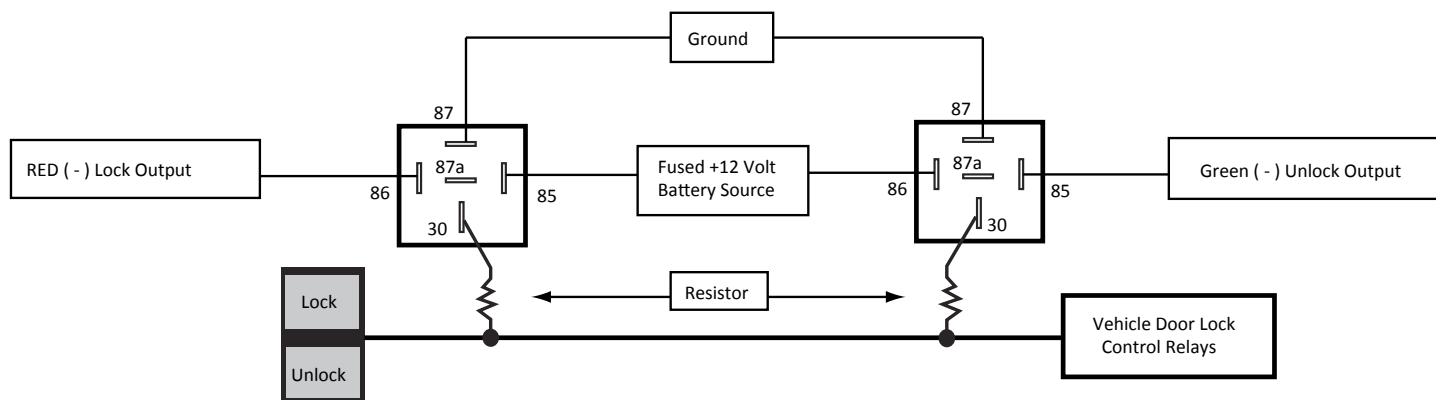 Ground
87
87
RED ( - ) Lock Output
87a
86
85
30
Fused +12 Volt
Battery Source
87a
86
85
30
Green ( - ) Unlock Output
Lock
Unlock
Resistor
Vehicle Door Lock
Control Relays